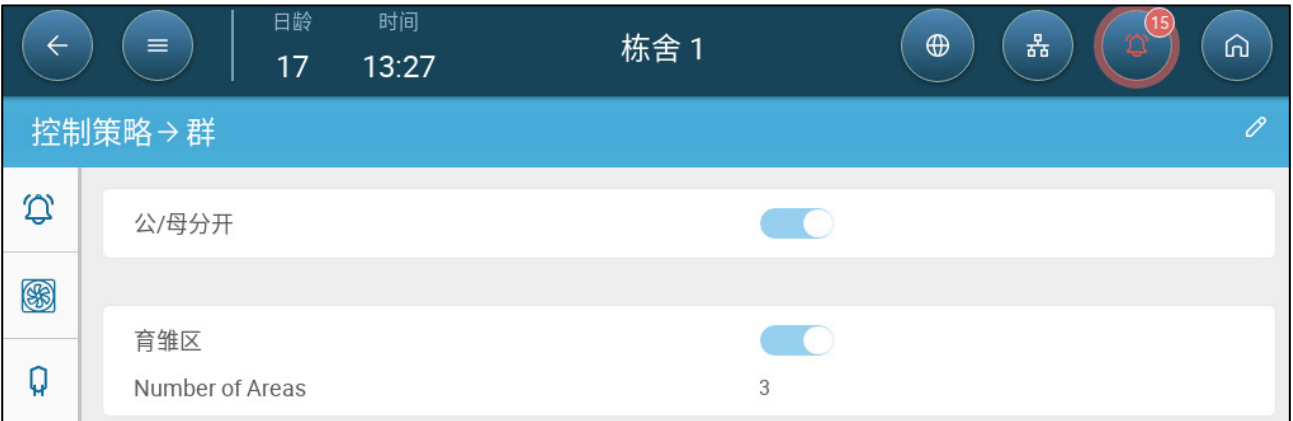 日龄 时间
17 13:27 栋舍 1 15
控制策略→群
公/母分开
育雏区
Number of Areas 3